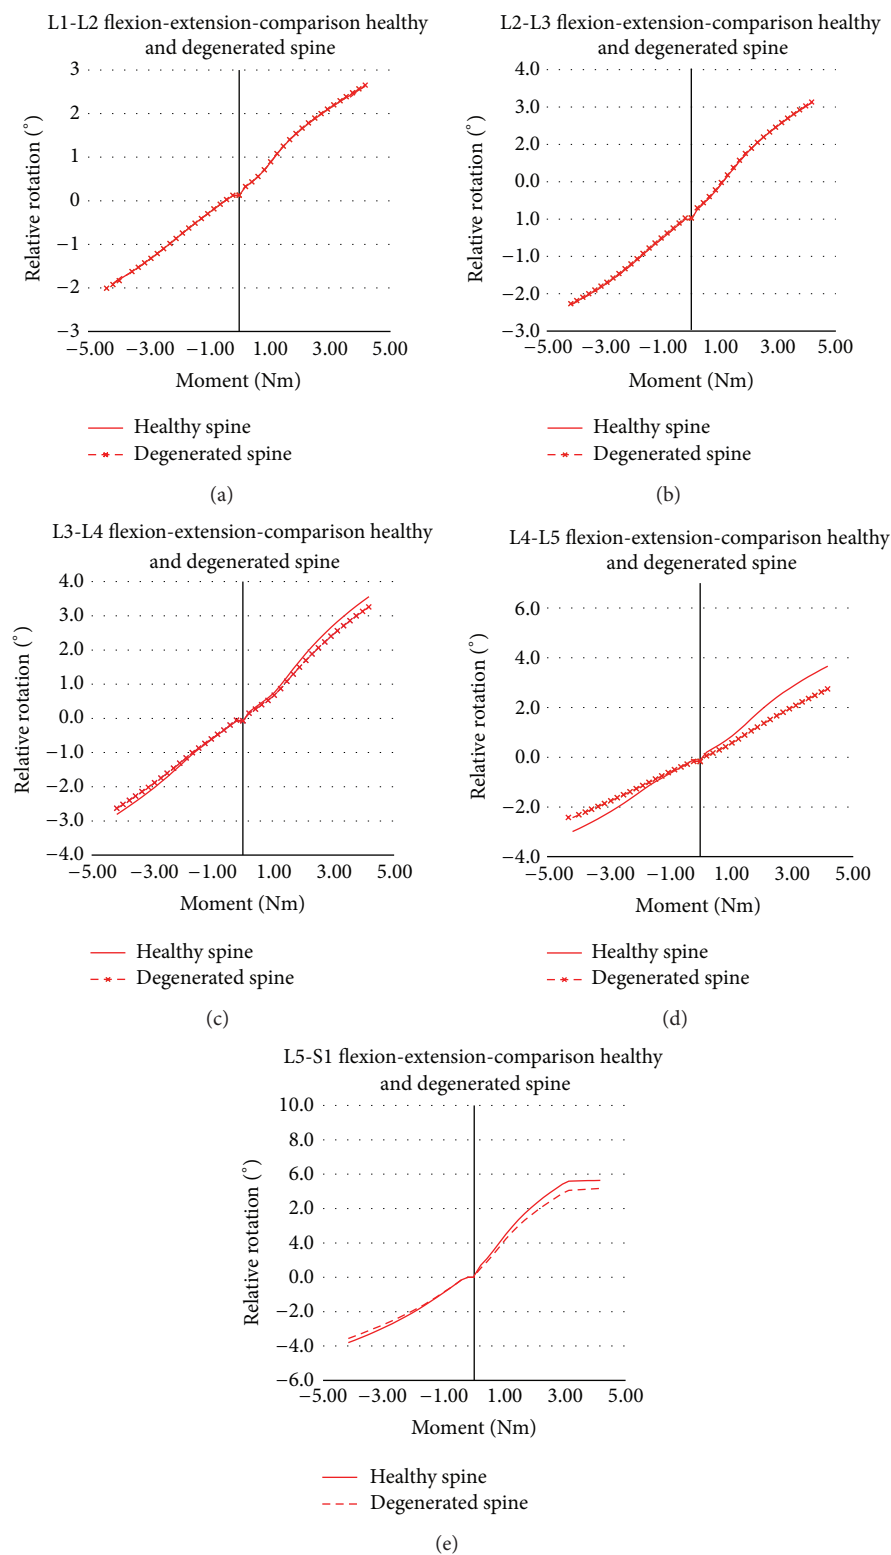 L1-L2 flexion-extension-comparison healthy
and degenerated spine
3
2
1
0
−1
−2
−3
Relative rotation (°)
−5.00 −3.00 −1.00 1.00 3.00 5.00
Moment (Nm)
Healthy spine
Degenerated spine
(a)
L2-L3 flexion-extension-comparison healthy
and degenerated spine
4.0
3.0
2.0
0.0
1.0
−1.0
−2.0
−3.0
Relative rotation (°)
−5.00 −3.00 −1.00 1.00 3.00 5.00
Moment (Nm)
Healthy spine
Degenerated spine
(b)
L3-L4 flexion-extension-comparison healthy
and degenerated spine
4.0
3.0
2.0
1.0
0.0
−1.0
−2.0
−3.0
−4.0
Relative rotation (°)
−5.00 −3.00 −1.00 1.00 3.00 5.00
Moment (Nm)
Healthy spine
Degenerated spine
(c)
L4-L5 flexion-extension-comparison healthy
and degenerated spine
6.0
4.0
2.0
0.0
−2.0
−4.0
Relative rotation (°)
−5.00 −3.00 −1.00 1.00 3.00 5.00
Moment (Nm)
Healthy spine
Degenerated spine
(d)
L5-S1 flexion-extension-comparison healthy
and degenerated spine
10.0
8.0
6.0
2.0
4.0
0.0
−2.0
−4.0
−6.0
Relative rotation (°)
−5.00 −3.00 −1.00 1.00 3.00 5.00
Moment (Nm)
Healthy spine
Degenerated spine
(e)